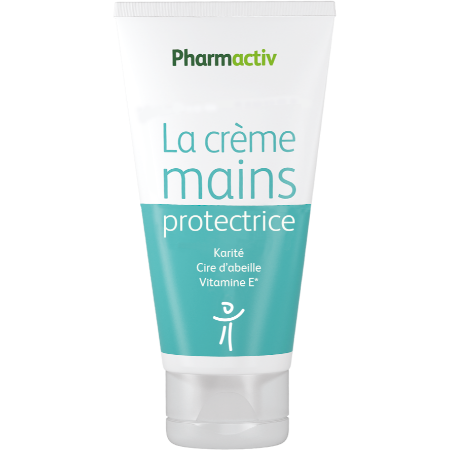 Pharmactiv
La crème
mains
protectrice
Karité
Cire d'abeille
Vitamine E*